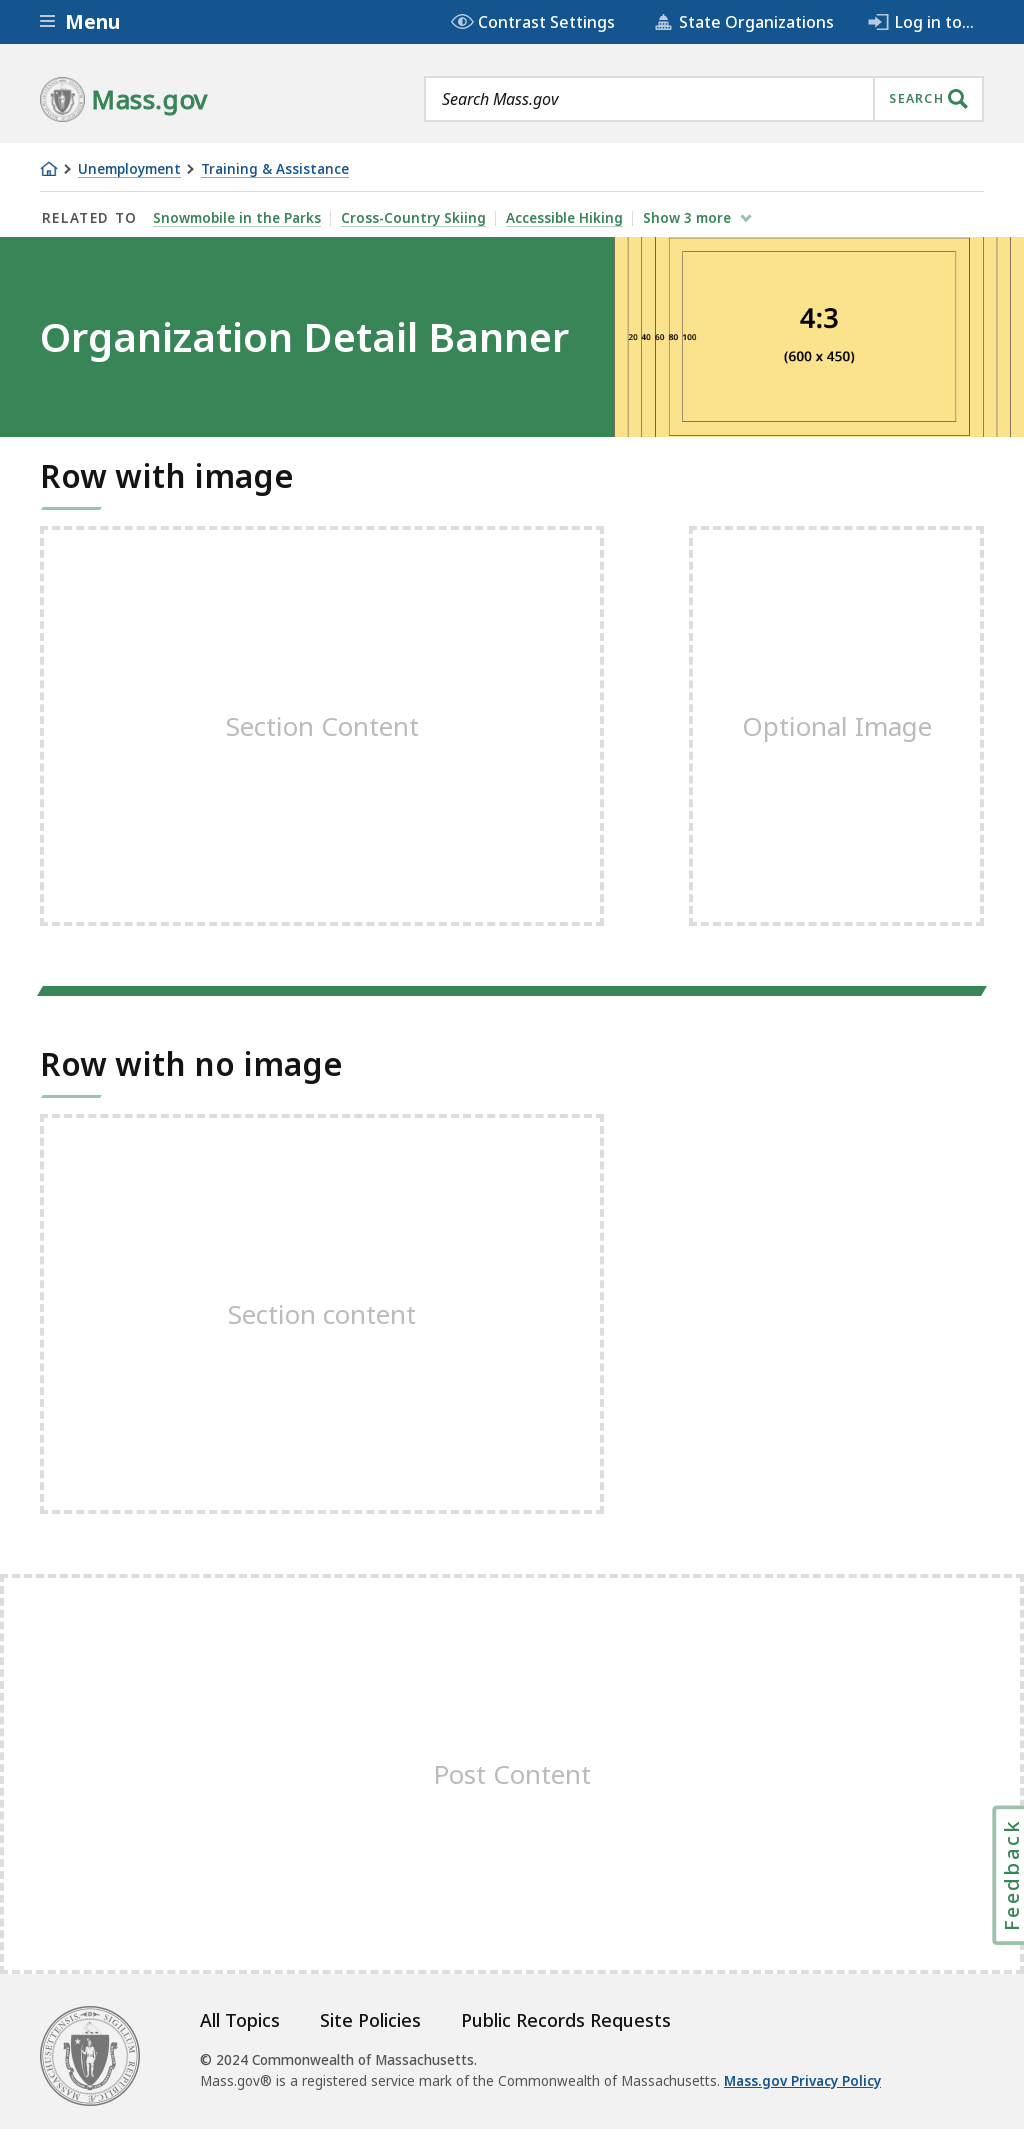 Menu
Contrast Settings
State Organizations
Log in to...
Mass.gov
Search Mass.gov
SEARCH
Unemployment
Training & Assistance
RELATED TO
Snowmobile in the Parks
Cross-Country Skiing
Accessible Hiking
Show 3 more
Organization Detail Banner
20 40 60 80 100
4:3
(600 x 450)
Row with image
Section Content
Optional Image
Row with no image
Section content
Post Content
Feedback
All Topics
Site Policies
Public Records Requests
© 2024 Commonwealth of Massachusetts.
Mass.gov® is a registered service mark of the Commonwealth of Massachusetts. Mass.gov Privacy Policy